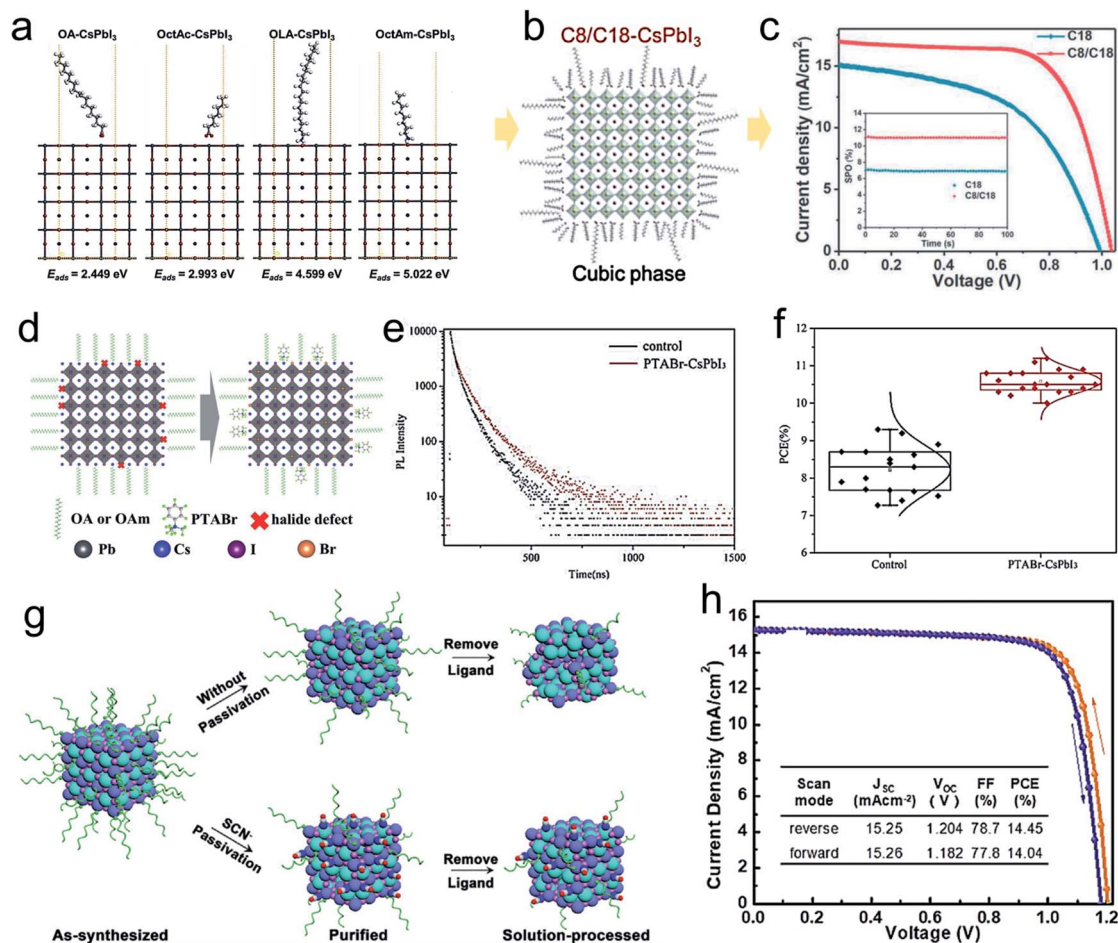 a
OA-CsPbI₃ OctAc-CsPbI₃ OLA-CsPbI₃ OctAm-CsPbI₃
Eads = 2.449 eV Eads = 2.993 eV Eads = 4.599 eV Eads = 5.022 eV
b
C8/C18-CsPbI₃
Cubic phase
c
Current density (mA/cm²)
15
10
5
0
C18
C8/C18
SPO (%)
14
12
10
8
6
4
2
0
C18
C8/C18
0 20 40 60 80 100
Time (s)
0.0 0.2 0.4 0.6 0.8 1.0
Voltage (V)
d
OA or OAm PTABr halide defect
Pb Cs I Br
e
PL Intensity
10000
1000
100
10
control
PTABr-CsPbI₃
500 1000 1500
Time(ns)
f
PCE(%)
12
11
10
9
8
7
6
Control PTABr-CsPbI₃
g
Without
Passivation
Remove
Ligand
SCN⁻
Passivation
Remove
Ligand
As-synthesized Purified Solution-processed
h
Current Density (mA/cm²)
16
14
12
10
8
6
4
2
0
Scan mode J_SC (mAcm⁻²) V_OC ( V ) FF (%) PCE (%)
reverse 15.25 1.204 78.7 14.45
forward 15.26 1.182 77.8 14.04
0.0 0.2 0.4 0.6 0.8 1.0 1.2
Voltage (V)